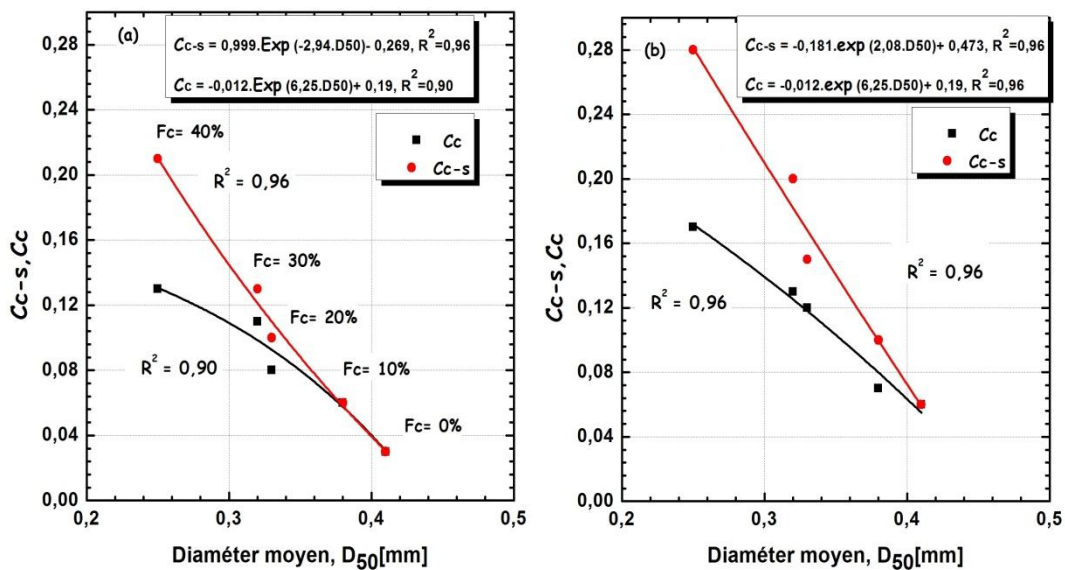 (a)
Cc-s = 0,999.Exp (-2,94.D50)- 0,269, R²=0,96
Cc = -0,012.Exp (6,25.D50)+ 0,19, R²=0,90
Cc
Cc-s
Fc= 40%
R² = 0,96
Fc= 30%
Fc= 20%
R² = 0,90
Fc= 10%
Fc= 0%
Cc-s, Cc
0,28
0,24
0,20
0,16
0,12
0,08
0,04
0,00
0,2 0,3 0,4 0,5
Diaméter moyen, D₅₀[mm]
(b)
Cc-s = -0,181.exp (2,08.D50)+ 0,473, R²=0,96
Cc = -0,012.exp (6,25.D50)+ 0,19, R²=0,96
Cc
Cc-s
R² = 0,96
R² = 0,96
Cc-s, Cc
0,28
0,24
0,20
0,16
0,12
0,08
0,04
0,00
0,2 0,3 0,4 0,5
Diaméter moyen, D₅₀[mm]